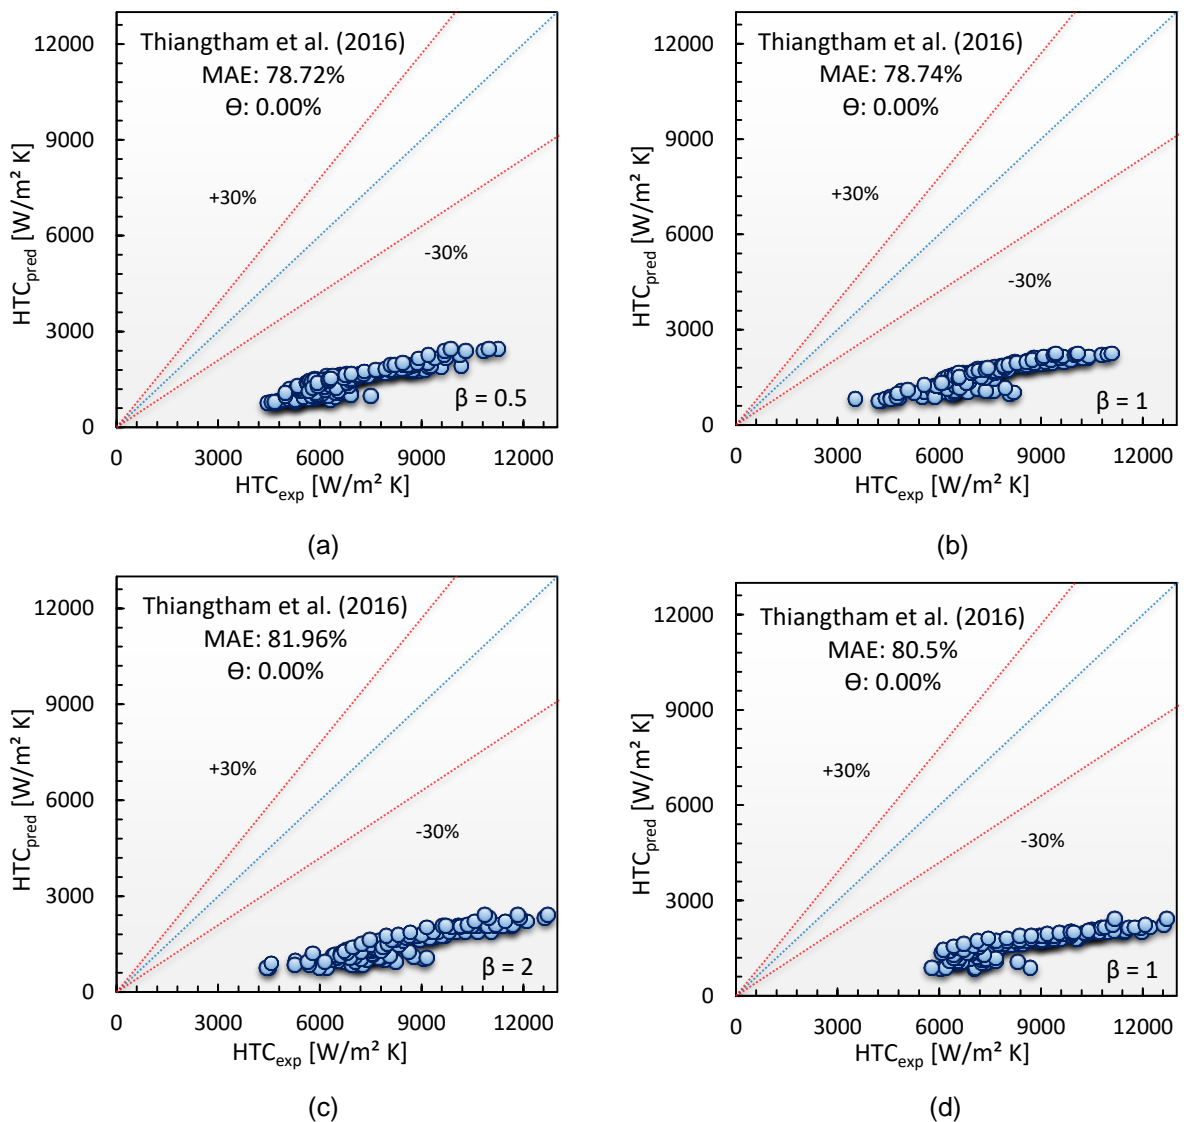 12000
9000
6000
3000
0
HTCpred [W/m² K]
Thiangtham et al. (2016)
MAE: 78.72%
Ө: 0.00%
+30%
-30%
β = 0.5
0 3000 6000 9000 12000
HTCexp [W/m² K]
(a)
12000
9000
6000
3000
0
HTCpred [W/m² K]
Thiangtham et al. (2016)
MAE: 78.74%
Ө: 0.00%
+30%
-30%
β = 1
0 3000 6000 9000 12000
HTCexp [W/m² K]
(b)
12000
9000
6000
3000
0
HTCpred [W/m² K]
Thiangtham et al. (2016)
MAE: 81.96%
Ө: 0.00%
+30%
-30%
β = 2
0 3000 6000 9000 12000
HTCexp [W/m² K]
(c)
12000
9000
6000
3000
0
HTCpred [W/m² K]
Thiangtham et al. (2016)
MAE: 80.5%
Ө: 0.00%
+30%
-30%
β = 1
0 3000 6000 9000 12000
HTCexp [W/m² K]
(d)